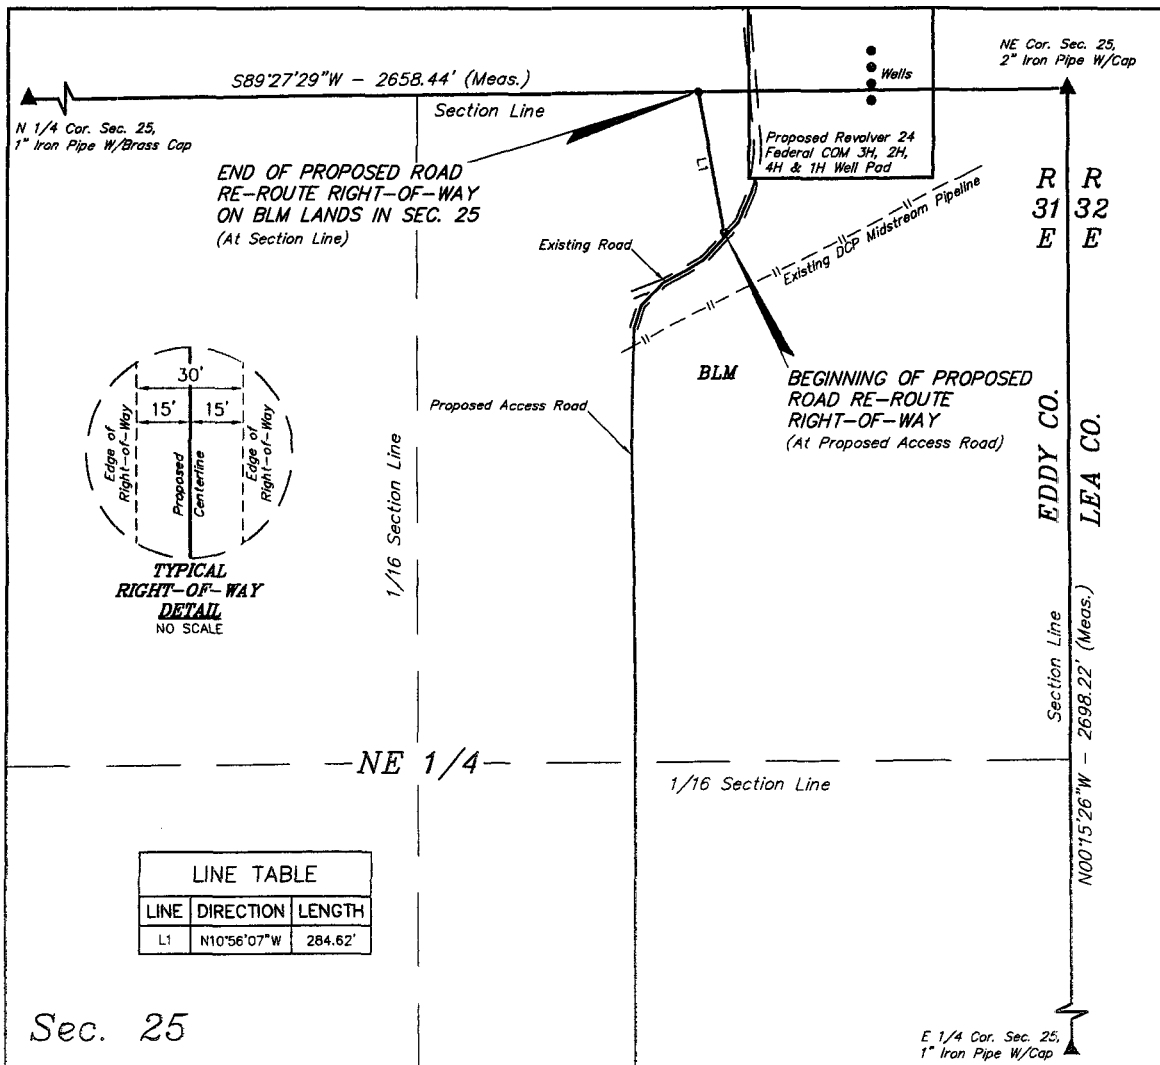 S89°27'29"W - 2658.44' (Meas.)
Section Line
N 1/4 Cor. Sec. 25,
1" Iron Pipe W/Brass Cap
NE Cor. Sec. 25,
2" Iron Pipe W/Cap
Wells
Proposed Revolver 24
Federal COM 3H, 2H,
4H & 1H Well Pad
END OF PROPOSED ROAD
RE-ROUTE RIGHT-OF-WAY
ON BLM LANDS IN SEC. 25
(At Section Line)
L1
R R
31 32
E E
Existing Road
Existing DCP Midstream Pipeline
BLM
BEGINNING OF PROPOSED
ROAD RE-ROUTE
RIGHT-OF-WAY
(At Proposed Access Road)
Proposed Access Road
30'
15' 15'
Edge of
Right-of-Way
Proposed
Centerline
Edge of
Right-of-Way
TYPICAL
RIGHT-OF-WAY
DETAIL
NO SCALE
1/16 Section Line
EDDY CO.
LEA CO.
Section Line
N00°15'26"W - 2698.22' (Meas.)
NE 1/4
1/16 Section Line
LINE TABLE
LINE DIRECTION LENGTH
L1 N10°56'07"W 284.62'
Sec. 25
E 1/4 Cor. Sec. 25,
1" Iron Pipe W/Cap